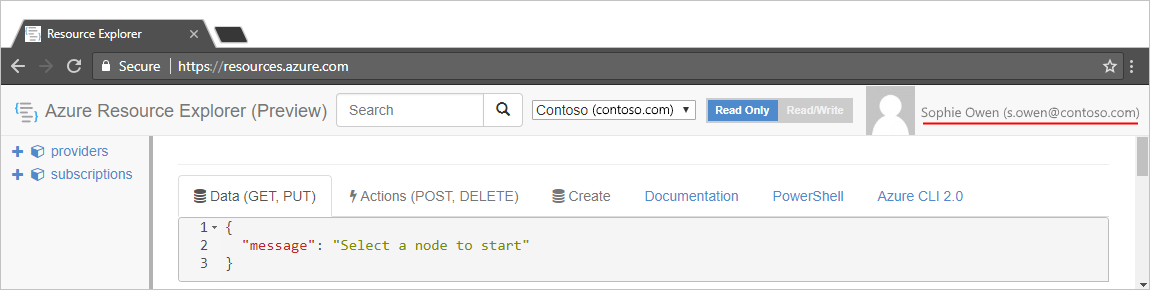 Resource Explorer
Secure https://resources.azure.com
Azure Resource Explorer (Preview) Search Contoso (contoso.com) Read Only Read/Write Sophie Owen (s.owen@contoso.com)
providers
subscriptions
Data (GET, PUT) Actions (POST, DELETE) Create Documentation PowerShell Azure CLI 2.0
1 {
2 "message": "Select a node to start"
3 }